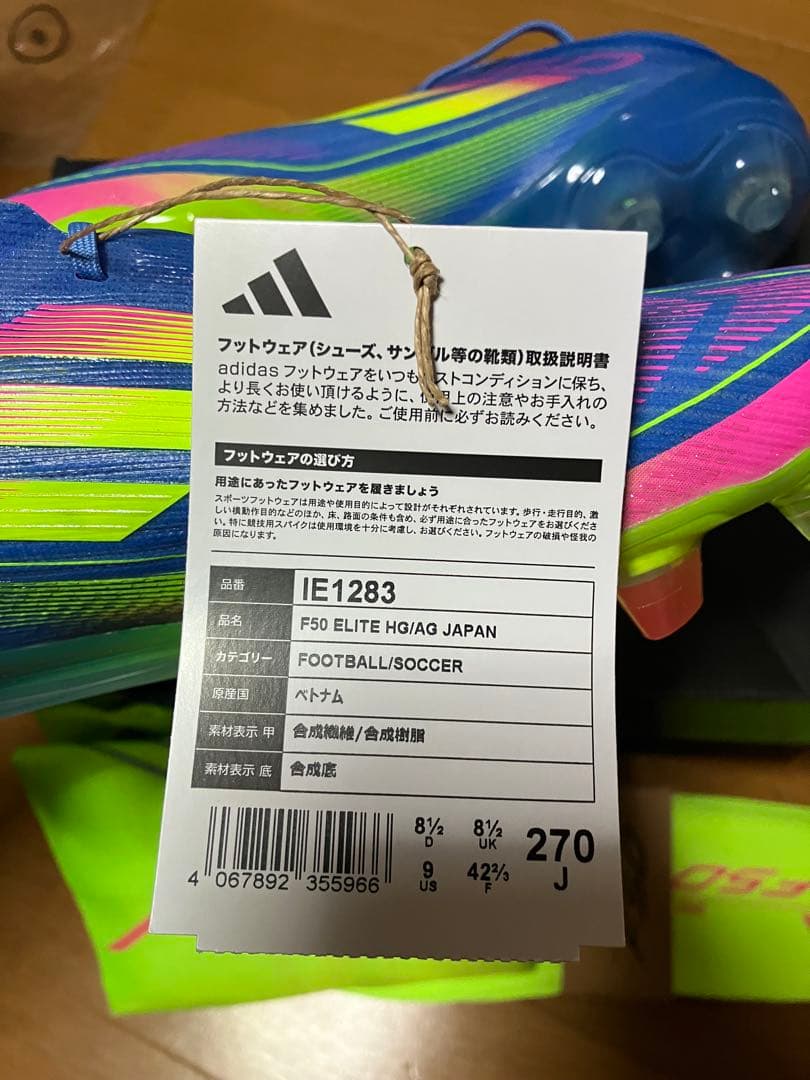 フットウェア(シューズ、サンダル等の靴類)取扱説明書
adidas フットウェアをいつもベストコンディションに保ち、
より長くお使い頂けるように、使用上の注意やお手入れの
方法などを集めました。ご使用前に必ずお読みください。
フットウェアの選び方
用途にあったフットウェアを履きましょう
スポーツフットウェアは用途や使用目的によって設計がそれぞれされています。歩行・走行目的、激
しい横動作目的などのほか、床、路面の条件も含め、必ず用途に合ったフットウェアをお選びくださ
い。特に競技用スパイクは使用環境を十分に考慮し、お選びください。フットウェアの破損や怪我の
原因になります。
品番 IE1283
品名 F50 ELITE HG/AG JAPAN
カテゴリー FOOTBALL/SOCCER
原産国 ベトナム
素材表示 甲 合成繊維/合成樹脂
素材表示 底 合成底
8½ D 8½ UK 270 J
9 US 42⅔ F
4 067892 355966
F50